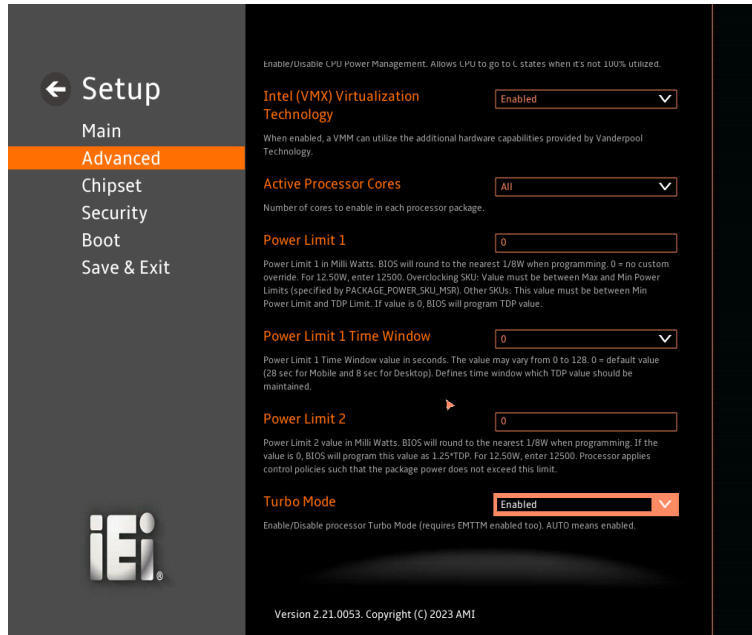 Setup
Main
Advanced
Chipset
Security
Boot
Save & Exit
Enable/Disable CPU Power Management. Allows CPU to go to C states when it's not 100% utilized.
Intel (VMX) Virtualization
Technology
Enabled
When enabled, a VMM can utilize the additional hardware capabilities provided by Vanderpool
Technology.
Active Processor Cores
All
Number of cores to enable in each processor package.
Power Limit 1
0
Power Limit 1 in Milli Watts. BIOS will round to the nearest 1/8W when programming. 0 = no custom
override. For 12.50W, enter 12500. Overclocking SKU: Value must be between Max and Min Power
Limits (specified by PACKAGE_POWER_SKU_MSR). Other SKUs: This value must be between Min
Power Limit and TDP Limit. If value is 0, BIOS will program TDP value.
Power Limit 1 Time Window
0
Power Limit 1 Time Window value in seconds. The value may vary from 0 to 128. 0 = default value
(28 sec for Mobile and 8 sec for Desktop). Defines time window which TDP value should be
maintained.
Power Limit 2
0
Power Limit 2 value in Milli Watts. BIOS will round to the nearest 1/8W when programming. If the
value is 0, BIOS will program this value as 1.25*TDP. For 12.50W, enter 12500. Processor applies
control policies such that the package power does not exceed this limit.
Turbo Mode
Enabled
Enable/Disable processor Turbo Mode (requires EMTTM enabled too). AUTO means enabled.
iEi®
Version 2.21.0053. Copyright (C) 2023 AMI